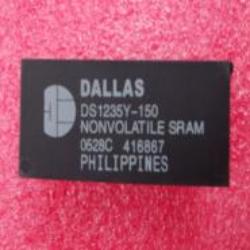 DALLAS
DS1235Y-150
NONVOLATILE SRAM
0528C 416867
PHILIPPINES